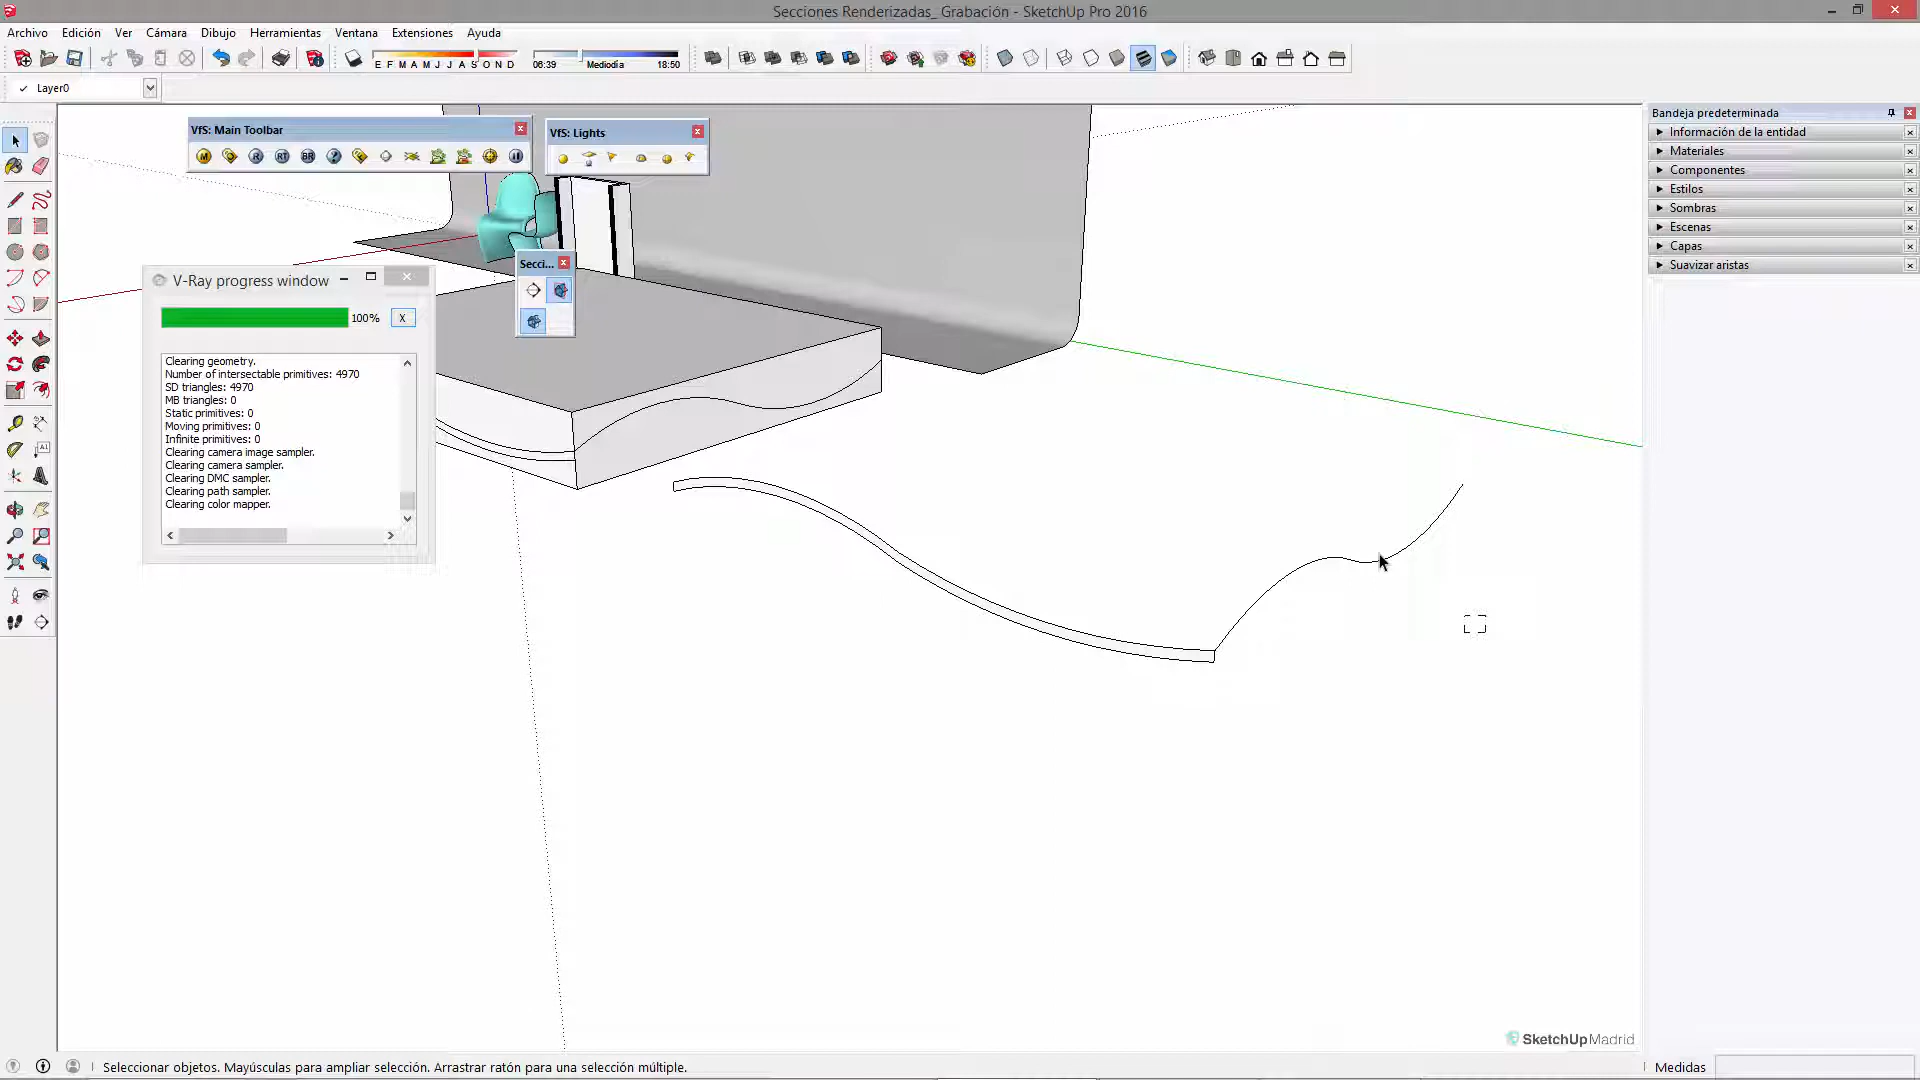 Secciones Renderizadas_ Grabación - SketchUp Pro 2016
Archivo Edición Ver Cámara Dibujo Herramientas Ventana Extensiones Ayuda
E F M A M J J A S O N D
06:39 Mediodía 18:50
Layer0
VfS: Main Toolbar
VfS: Lights
M R RT BR
Secci...
V-Ray progress window
100%
X
Clearing geometry.
Number of intersectable primitives: 4970
SD triangles: 4970
MB triangles: 0
Static primitives: 0
Moving primitives: 0
Infinite primitives: 0
Clearing camera image sampler.
Clearing camera sampler.
Clearing DMC sampler.
Clearing path sampler.
Clearing color mapper.
Bandeja predeterminada
Información de la entidad
Materiales
Componentes
Estilos
Sombras
Escenas
Capas
Suavizar aristas
SketchUpMadrid
Seleccionar objetos. Mayúsculas para ampliar selección. Arrastrar ratón para una selección múltiple.
Medidas